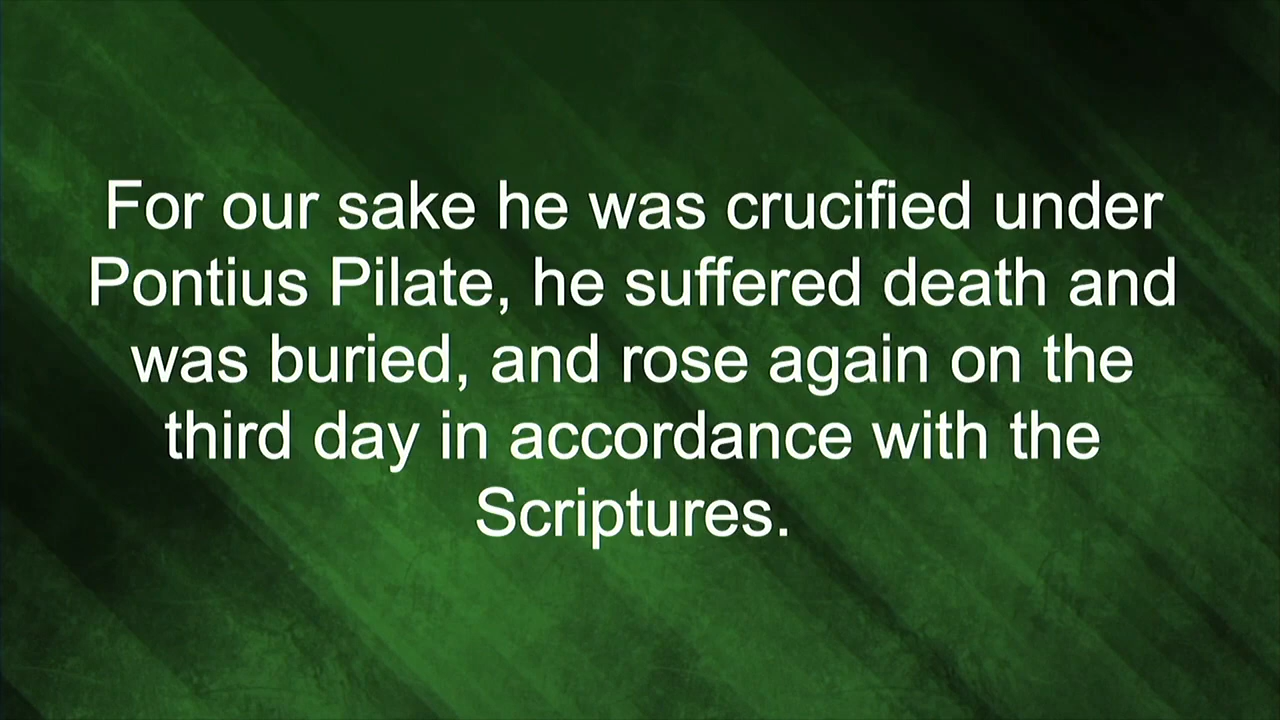 For our sake he was crucified under
Pontius Pilate, he suffered death and
was buried, and rose again on the
third day in accordance with the
Scriptures.